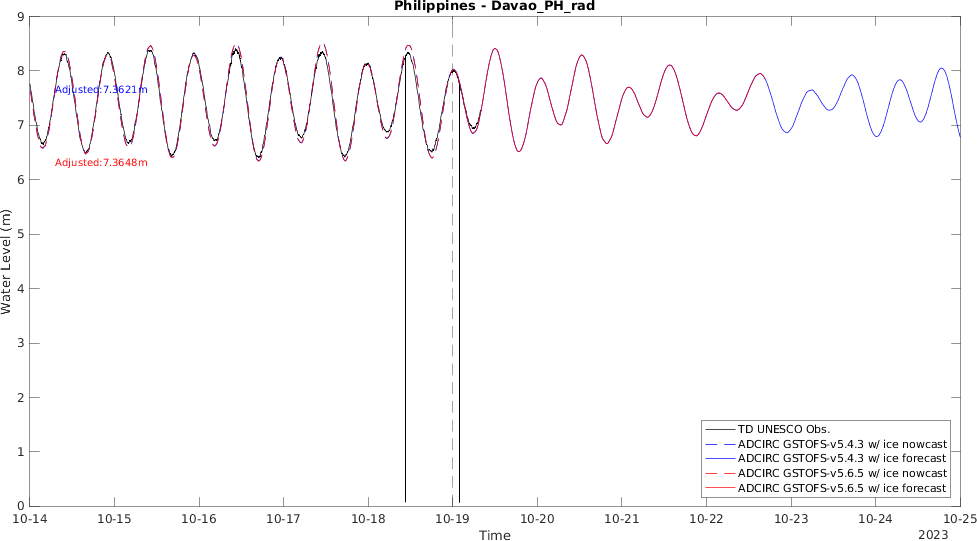 Philippines - Davao_PH_rad
9
8
7
6
5
4
3
2
1
0
Water Level (m)
Adjusted:7.3621m
Adjusted:7.3648m
TD UNESCO Obs.
ADCIRC GSTOFS-v5.4.3 w/ ice nowcast
ADCIRC GSTOFS-v5.4.3 w/ ice forecast
ADCIRC GSTOFS-v5.6.5 w/ ice nowcast
ADCIRC GSTOFS-v5.6.5 w/ ice forecast
10-14 10-15 10-16 10-17 10-18 10-19 10-20 10-21 10-22 10-23 10-24 10-25
Time
2023